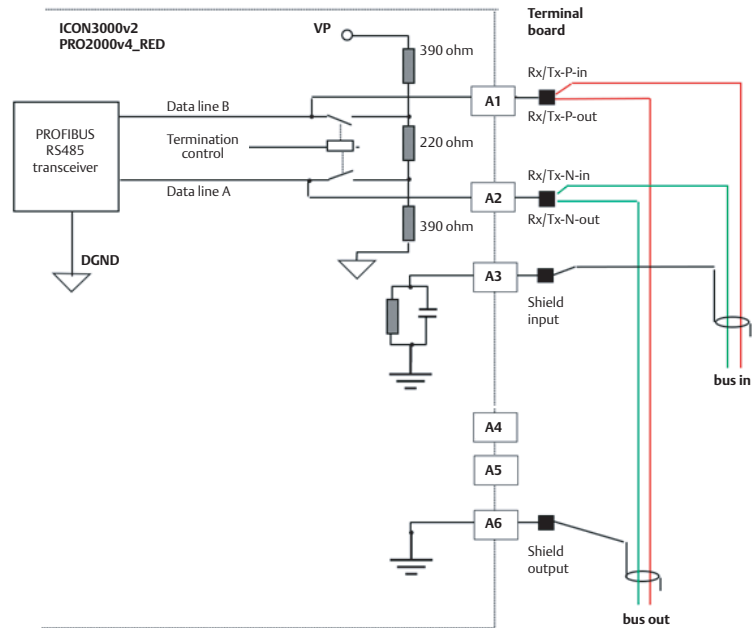 ICON3000v2
PRO2000v4_RED
VP
Terminal
board
390 ohm
Rx/Tx-P-in
A1
Data line B
Rx/Tx-P-out
PROFIBUS
RS485
transceiver
Termination
control
220 ohm
Rx/Tx-N-in
Data line A
A2
Rx/Tx-N-out
390 ohm
DGND
A3
Shield
input
bus in
A4
A5
A6
Shield
output
bus out